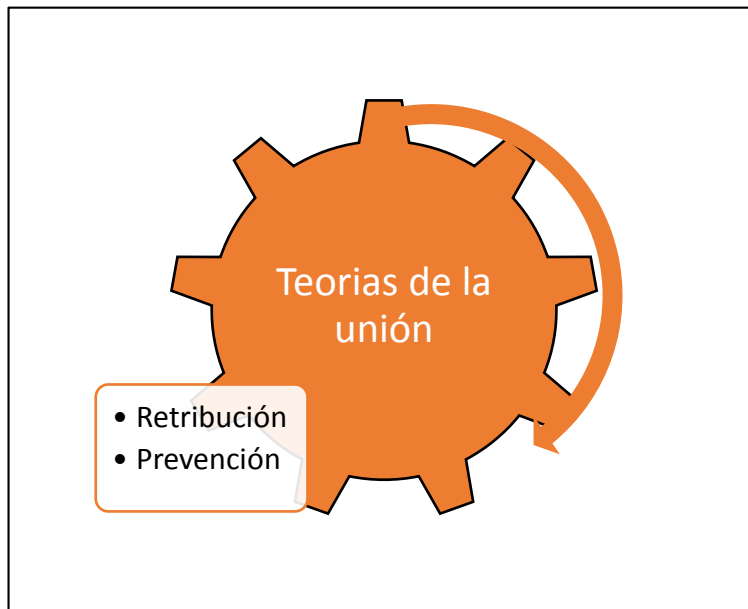 Teorias de la
unión
• Retribución
• Prevención